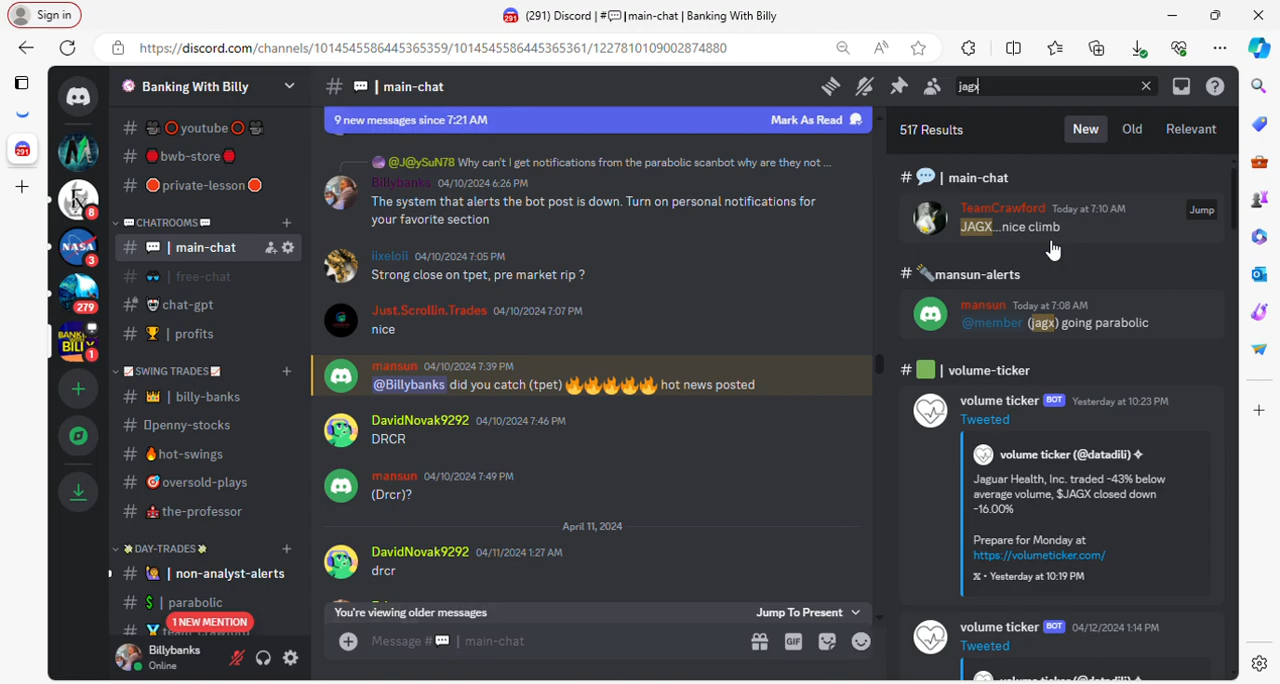 Sign in
(291) Discord | #💬 | main-chat | Banking With Billy
https://discord.com/channels/1014545586445365359/1014545586445365361/1227810109002874880
Banking With Billy
# 💬 | main-chat
jagx
9 new messages since 7:21 AM
Mark As Read
# 🎥⭕youtube⭕🎥
# 🛑bwb-store🛑
# 🔴private-lesson🔴
💬CHATROOMS💬
# 💬 | main-chat
# 🕶️ | free-chat
# chat-gpt
# 🏆 | profits
📈SWING TRADES📈
# 👑 | billy-banks
# penny-stocks
# 🔥hot-swings
# 🎯oversold-plays
# the-professor
💸DAY-TRADES💸
# 🙋 | non-analyst-alerts
# $ | parabolic
1 NEW MENTION
Billybanks
Online
@J@ySuN78 Why can't I get notifications from the parabolic scanbot why are they not ...
Billybanks 04/10/2024 6:26 PM
The system that alerts the bot post is down. Turn on personal notifications for
your favorite section
iixeloii 04/10/2024 7:05 PM
Strong close on tpet, pre market rip ?
Just.Scrollin.Trades 04/10/2024 7:07 PM
nice
mansun 04/10/2024 7:39 PM
@Billybanks did you catch (tpet) 🔥🔥🔥🔥🔥 hot news posted
DavidNovak9292 04/10/2024 7:46 PM
DRCR
mansun 04/10/2024 7:49 PM
(Drcr)?
April 11, 2024
DavidNovak9292 04/11/2024 1:27 AM
drcr
You're viewing older messages
Jump To Present
Message #💬 | main-chat
GIF
517 Results
New
Old
Relevant
# 💬 | main-chat
TeamCrawford Today at 7:10 AM
Jump
JAGX...nice climb
# 🔦mansun-alerts
mansun Today at 7:08 AM
@member (jagx) going parabolic
# 🟩 | volume-ticker
volume ticker BOT Yesterday at 10:23 PM
Tweeted
volume ticker (@datadili) ✧
Jaguar Health, Inc. traded -43% below
average volume, $JAGX closed down
-16.00%
Prepare for Monday at
https://volumeticker.com/
X • Yesterday at 10:19 PM
volume ticker BOT 04/12/2024 1:14 PM
Tweeted
291
8
NASA
3
279
BANK
BILLY
1